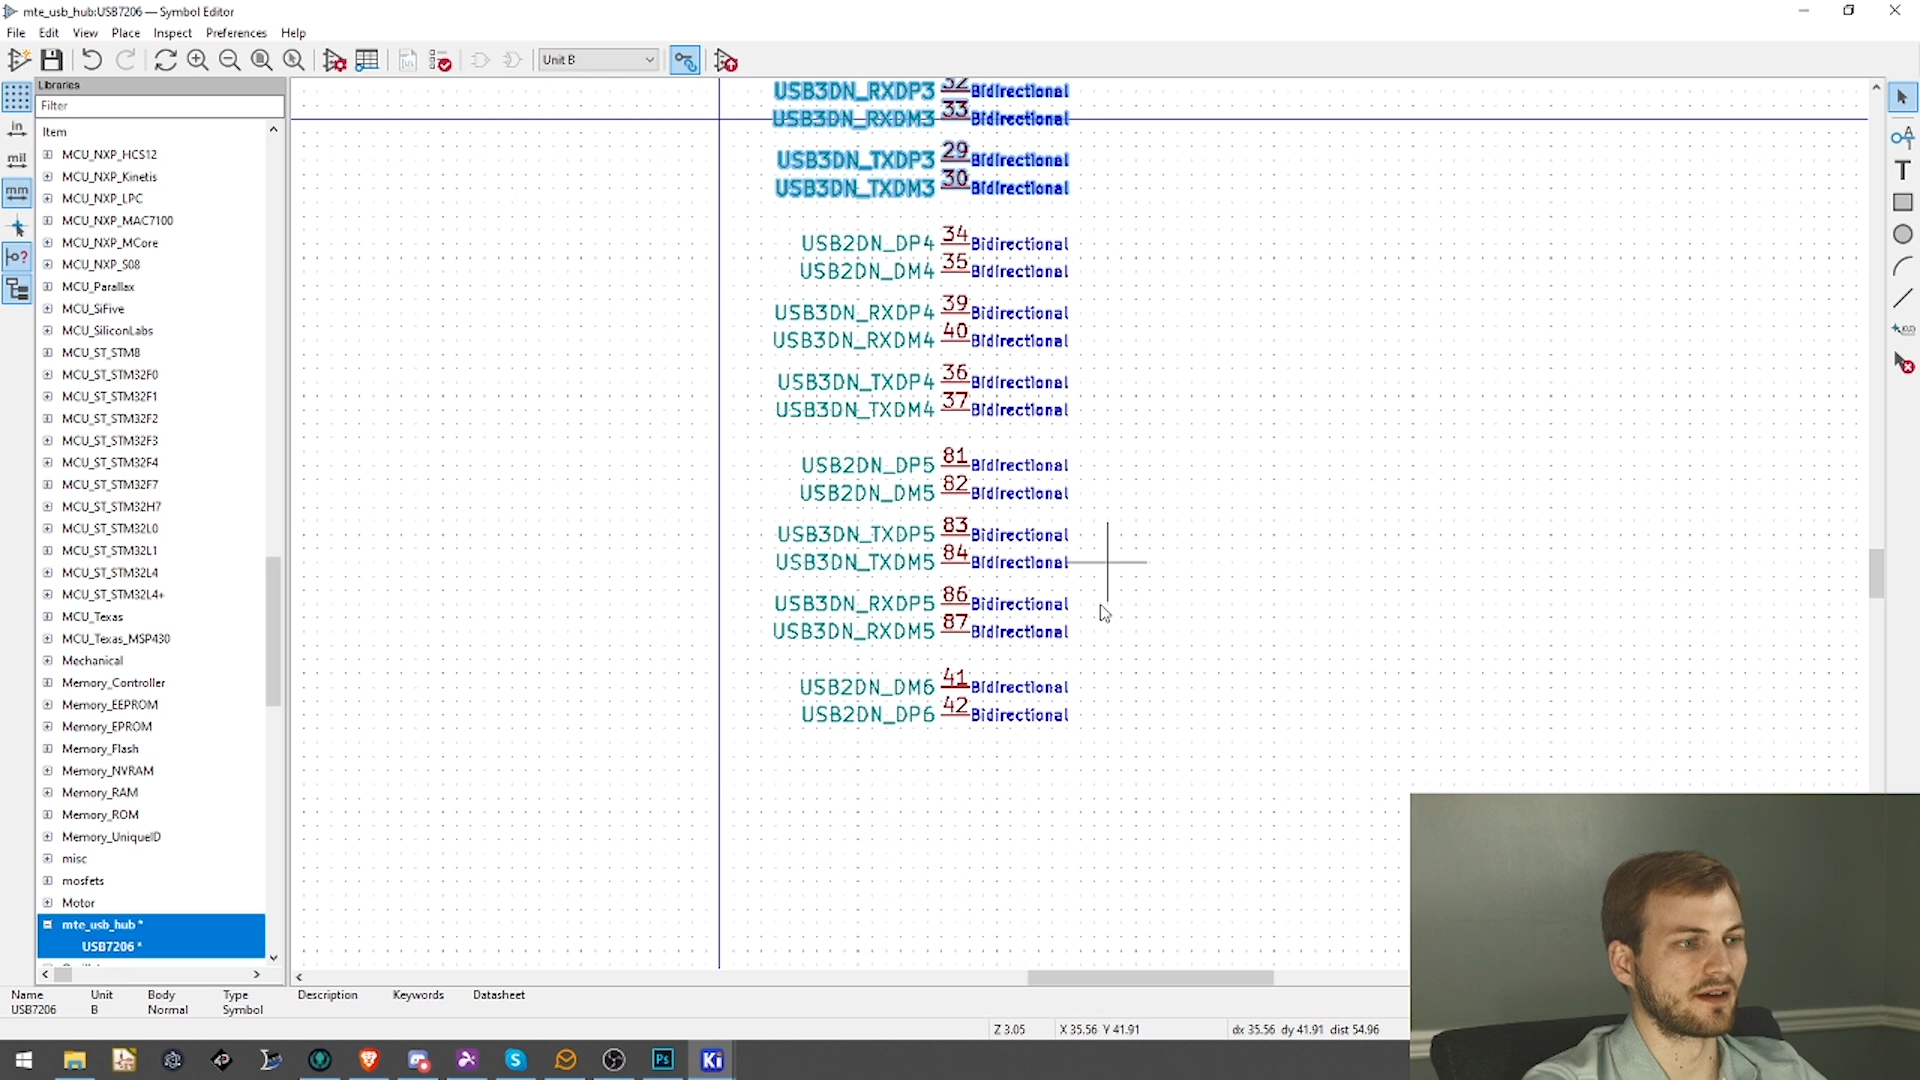 mte_usb_hub:USB7206 — Symbol Editor
File Edit View Place Inspect Preferences Help
Unit B
Libraries
Filter
in
mil
mm
Item
MCU_NXP_HCS12
MCU_NXP_Kinetis
MCU_NXP_LPC
MCU_NXP_MAC7100
MCU_NXP_MCore
MCU_NXP_S08
MCU_Parallax
MCU_SiFive
MCU_SiliconLabs
MCU_ST_STM8
MCU_ST_STM32F0
MCU_ST_STM32F1
MCU_ST_STM32F2
MCU_ST_STM32F3
MCU_ST_STM32F4
MCU_ST_STM32F7
MCU_ST_STM32H7
MCU_ST_STM32L0
MCU_ST_STM32L1
MCU_ST_STM32L4
MCU_ST_STM32L4+
MCU_Texas
MCU_Texas_MSP430
Mechanical
Memory_Controller
Memory_EEPROM
Memory_EPROM
Memory_Flash
Memory_NVRAM
Memory_RAM
Memory_ROM
Memory_UniqueID
misc
mosfets
Motor
mte_usb_hub *
USB7206 *
USB3DN_RXDP3 32 Bidirectional
USB3DN_RXDM3 33 Bidirectional
USB3DN_TXDP3 29 Bidirectional
USB3DN_TXDM3 30 Bidirectional
USB2DN_DP4 34 Bidirectional
USB2DN_DM4 35 Bidirectional
USB3DN_RXDP4 39 Bidirectional
USB3DN_RXDM4 40 Bidirectional
USB3DN_TXDP4 36 Bidirectional
USB3DN_TXDM4 37 Bidirectional
USB2DN_DP5 81 Bidirectional
USB2DN_DM5 82 Bidirectional
USB3DN_TXDP5 83 Bidirectional
USB3DN_TXDM5 84 Bidirectional
USB3DN_RXDP5 86 Bidirectional
USB3DN_RXDM5 87 Bidirectional
USB2DN_DM6 41 Bidirectional
USB2DN_DP6 42 Bidirectional
A
T
Name Unit Body Type Description Keywords Datasheet
USB7206 B Normal Symbol
Z 3.05 X 35.56 Y 41.91 dx 35.56 dy 41.91 dist 54.96
S
Ps
Ki